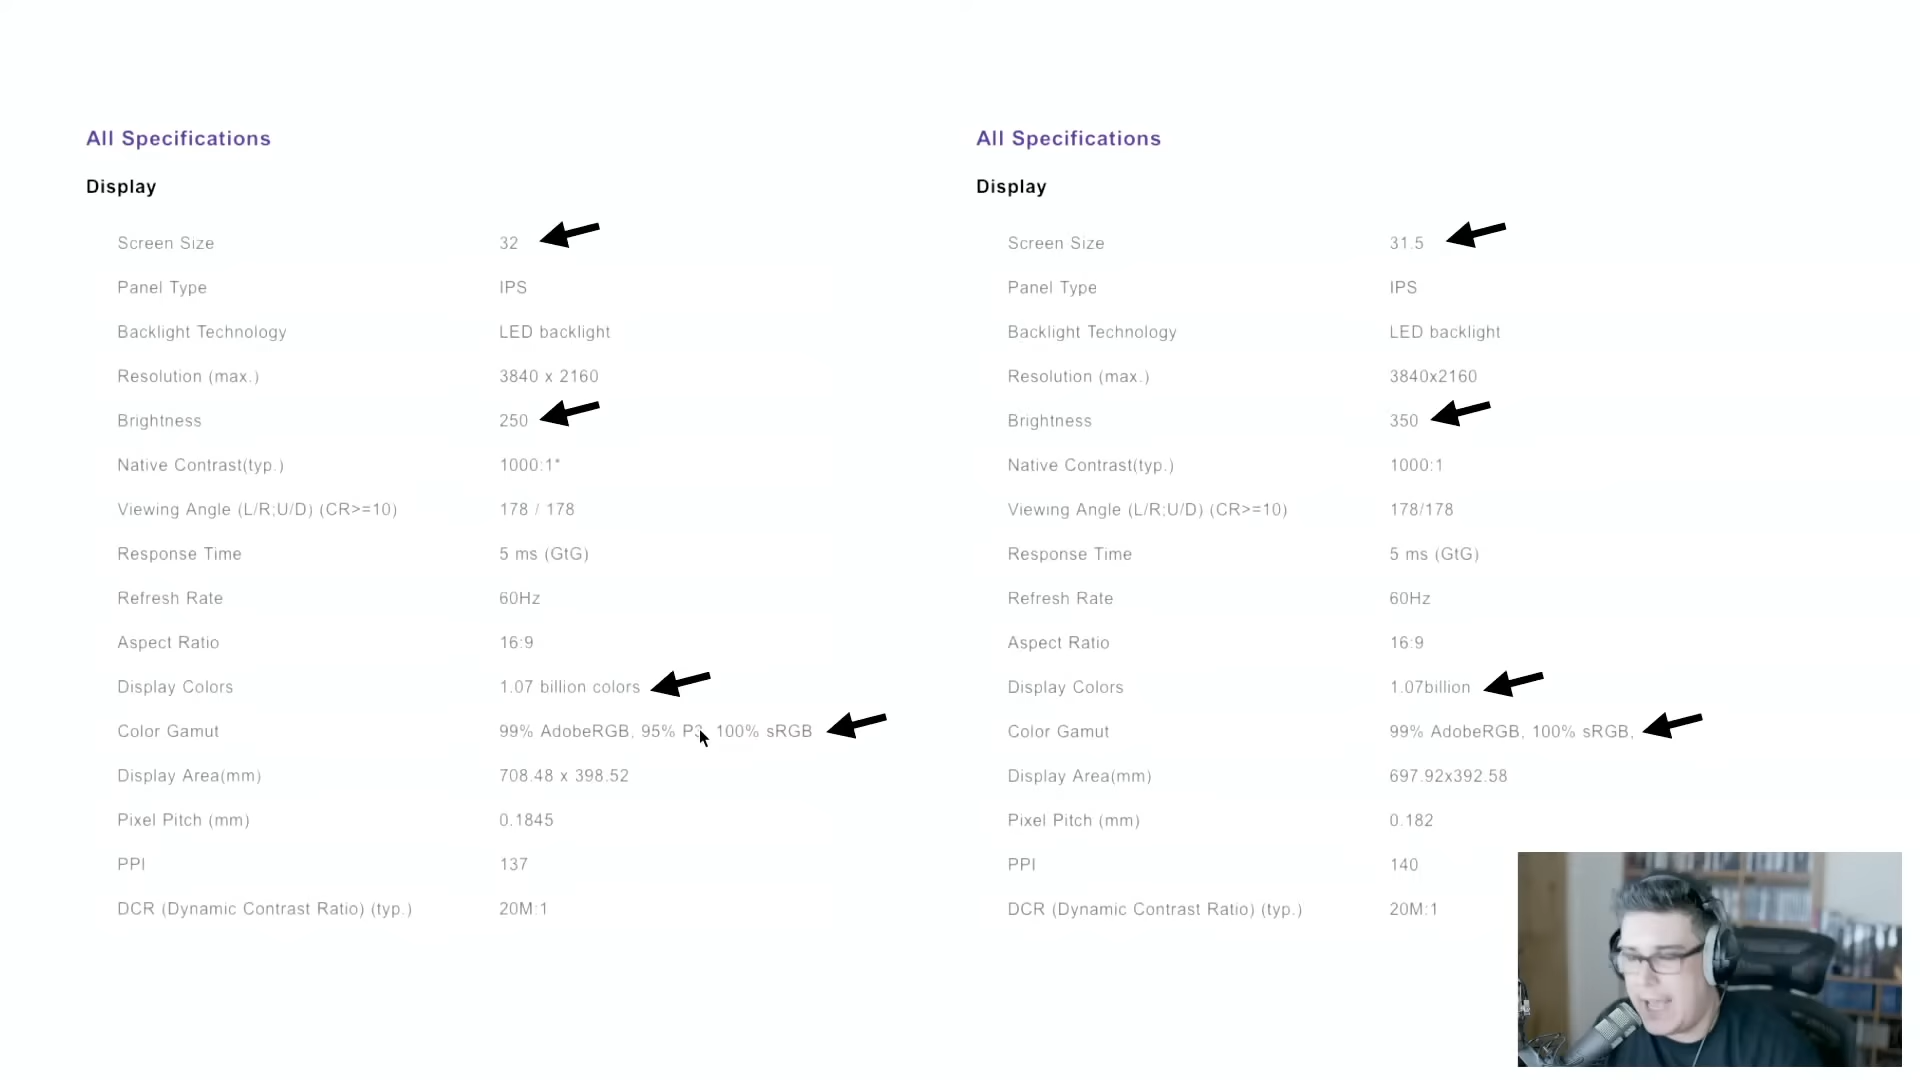 All Specifications
Display
Screen Size 32
Panel Type IPS
Backlight Technology LED backlight
Resolution (max.) 3840 x 2160
Brightness 250
Native Contrast(typ.) 1000:1*
Viewing Angle (L/R;U/D) (CR>=10) 178 / 178
Response Time 5 ms (GtG)
Refresh Rate 60Hz
Aspect Ratio 16:9
Display Colors 1.07 billion colors
Color Gamut 99% AdobeRGB, 95% P3, 100% sRGB
Display Area(mm) 708.48 x 398.52
Pixel Pitch (mm) 0.1845
PPI 137
DCR (Dynamic Contrast Ratio) (typ.) 20M:1
All Specifications
Display
Screen Size 31.5
Panel Type IPS
Backlight Technology LED backlight
Resolution (max.) 3840x2160
Brightness 350
Native Contrast(typ.) 1000:1
Viewing Angle (L/R;U/D) (CR>=10) 178/178
Response Time 5 ms (GtG)
Refresh Rate 60Hz
Aspect Ratio 16:9
Display Colors 1.07billion
Color Gamut 99% AdobeRGB, 100% sRGB,
Display Area(mm) 697.92x392.58
Pixel Pitch (mm) 0.182
PPI 140
DCR (Dynamic Contrast Ratio) (typ.) 20M:1